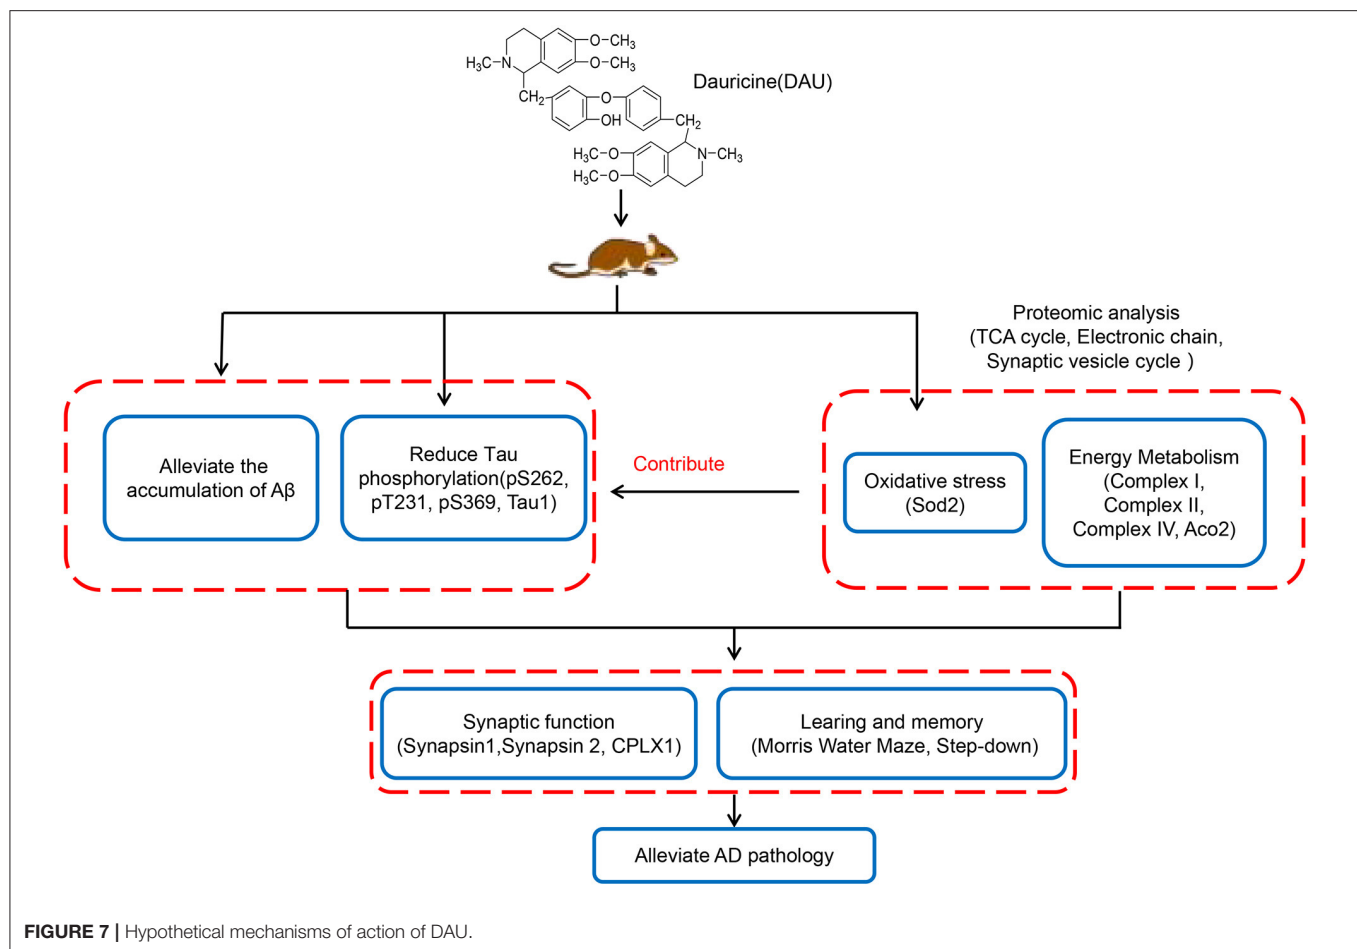 O—CH₃
H₃C—N
O—CH₃
CH₂
O
OH
CH₂
H₃C—O
N—CH₃
H₃C—O
Dauricine(DAU)
Proteomic analysis
(TCA cycle, Electronic chain,
Synaptic vesicle cycle )
Alleviate the
accumulation of Aβ
Reduce Tau
phosphorylation(pS262,
pT231, pS369, Tau1)
Contribute
Oxidative stress
(Sod2)
Energy Metabolism
(Complex I,
Complex II,
Complex IV, Aco2)
Synaptic function
(Synapsin1,Synapsin 2, CPLX1)
Learing and memory
(Morris Water Maze, Step-down)
Alleviate AD pathology
FIGURE 7 | Hypothetical mechanisms of action of DAU.